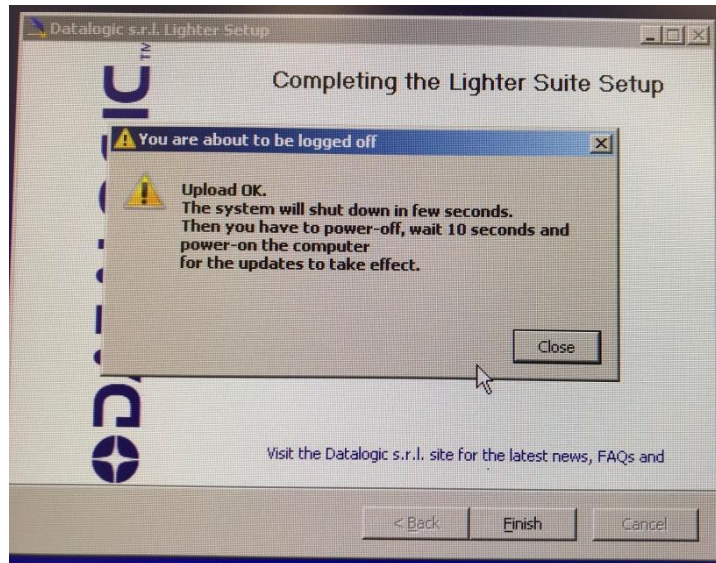 Datalogic s.r.l. Lighter Setup
Completing the Lighter Suite Setup
You are about to be logged off
Upload OK.
The system will shut down in few seconds.
Then you have to power-off, wait 10 seconds and
power-on the computer
for the updates to take effect.
Close
Visit the Datalogic s.r.l. site for the latest news, FAQs and
< Back
Finish
Cancel